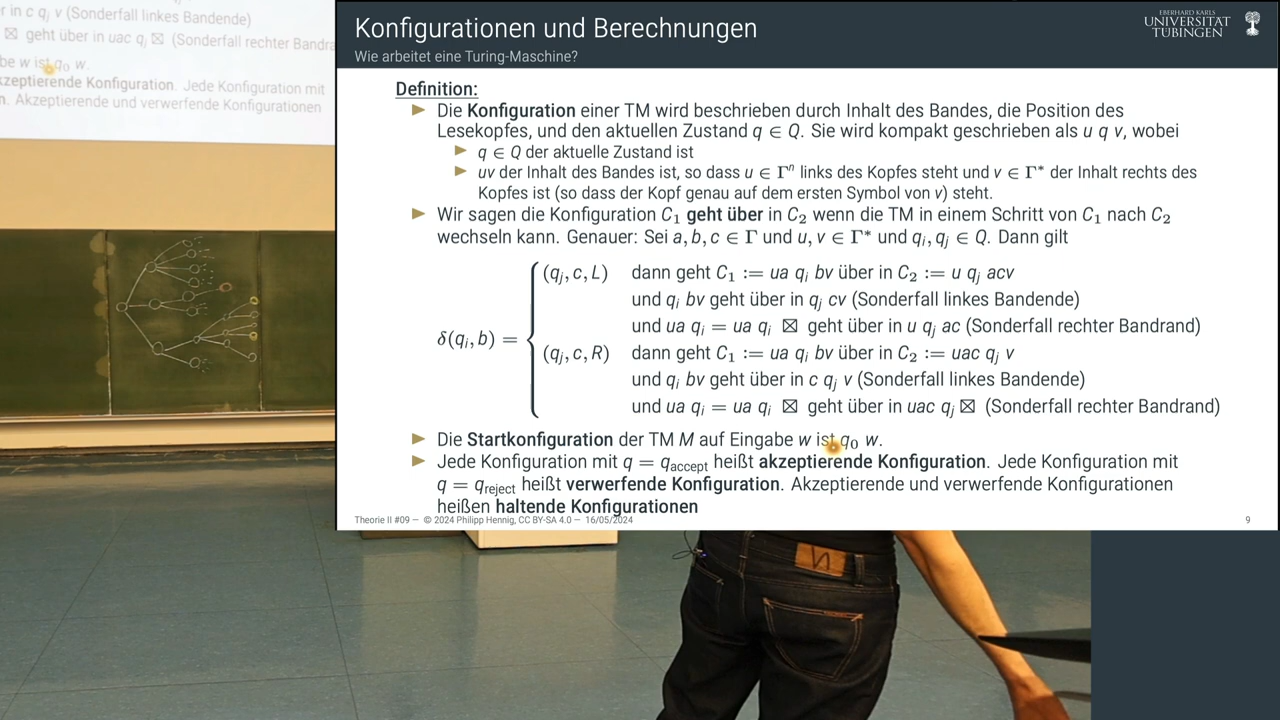 r in c qj v (Sonderfall linkes Bandende)
⊠ geht über in uac qj ⊠ (Sonderfall rechter Bandra
be w ist q0 w.
kzeptierende Konfiguration. Jede Konfiguration mit
n. Akzeptierende und verwerfende Konfigurationen
Konfigurationen und Berechnungen
Wie arbeitet eine Turing-Maschine?
EBERHARD KARLS
UNIVERSITÄT
TÜBINGEN
Definition:
Die Konfiguration einer TM wird beschrieben durch Inhalt des Bandes, die Position des
Lesekopfes, und den aktuellen Zustand q ∈ Q. Sie wird kompakt geschrieben als u q v, wobei
q ∈ Q der aktuelle Zustand ist
uv der Inhalt des Bandes ist, so dass u ∈ Γⁿ links des Kopfes steht und v ∈ Γ* der Inhalt rechts des
Kopfes ist (so dass der Kopf genau auf dem ersten Symbol von v) steht.
Wir sagen die Konfiguration C₁ geht über in C₂ wenn die TM in einem Schritt von C₁ nach C₂
wechseln kann. Genauer: Sei a, b, c ∈ Γ und u, v ∈ Γ* und qi, qj ∈ Q. Dann gilt
(qj, c, L) dann geht C₁ := ua qi bv über in C₂ := u qj acv
und qi bv geht über in qj cv (Sonderfall linkes Bandende)
und ua qi = ua qi ⊠ geht über in u qj ac (Sonderfall rechter Bandrand)
δ(qi, b) =
(qj, c, R) dann geht C₁ := ua qi bv über in C₂ := uac qj v
und qi bv geht über in c qj v (Sonderfall linkes Bandende)
und ua qi = ua qi ⊠ geht über in uac qj ⊠ (Sonderfall rechter Bandrand)
Die Startkonfiguration der TM M auf Eingabe w ist q0 w.
Jede Konfiguration mit q = qaccept heißt akzeptierende Konfiguration. Jede Konfiguration mit
q = qreject heißt verwerfende Konfiguration. Akzeptierende und verwerfende Konfigurationen
heißen haltende Konfigurationen
Theorie II #09 — © 2024 Philipp Hennig, CC BY-SA 4.0 — 16/05/2024
9